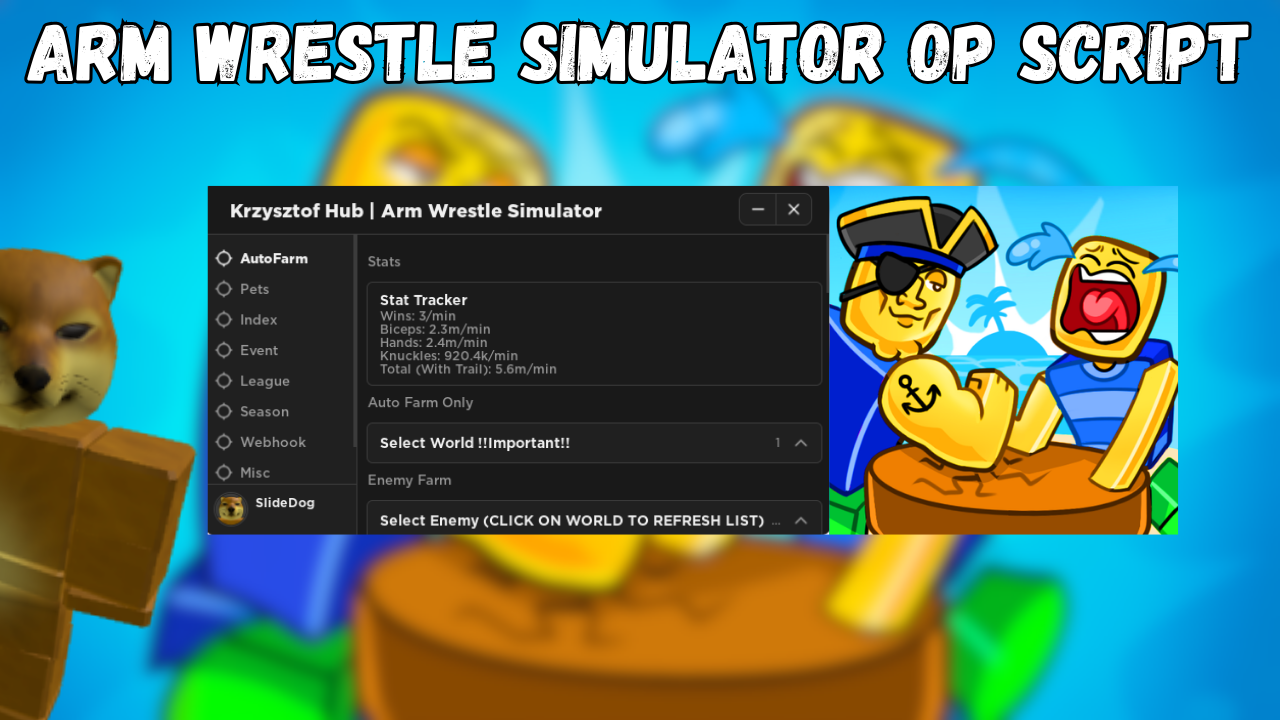 ARM WRESTLE SIMULATOR OP SCRIPT
Krzysztof Hub | Arm Wrestle Simulator
AutoFarm
Pets
Index
Event
League
Season
Webhook
Misc
SlideDog
Stats
Stat Tracker
Wins: 3/min
Biceps: 2.3m/min
Hands: 2.4m/min
Knuckles: 920.4k/min
Total (With Trail): 5.6m/min
Auto Farm Only
Select World !!Important!! 1
Enemy Farm
Select Enemy (CLICK ON WORLD TO REFRESH LIST) ...